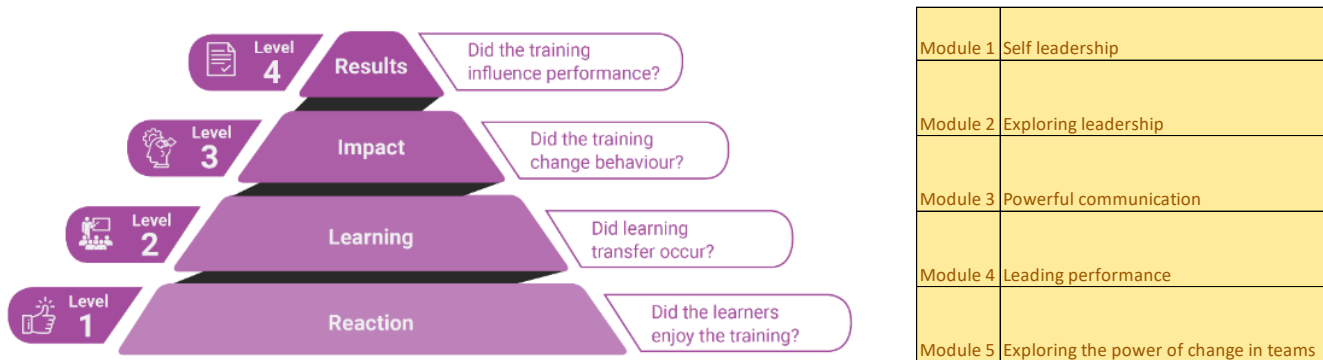 Level
4
Results
Did the training
influence performance?
Level
3
Impact
Did the training
change behaviour?
Level
2
Learning
Did learning
transfer occur?
Level
1
Reaction
Did the learners
enjoy the training?
Module 1 Self leadership
Module 2 Exploring leadership
Module 3 Powerful communication
Module 4 Leading performance
Module 5 Exploring the power of change in teams